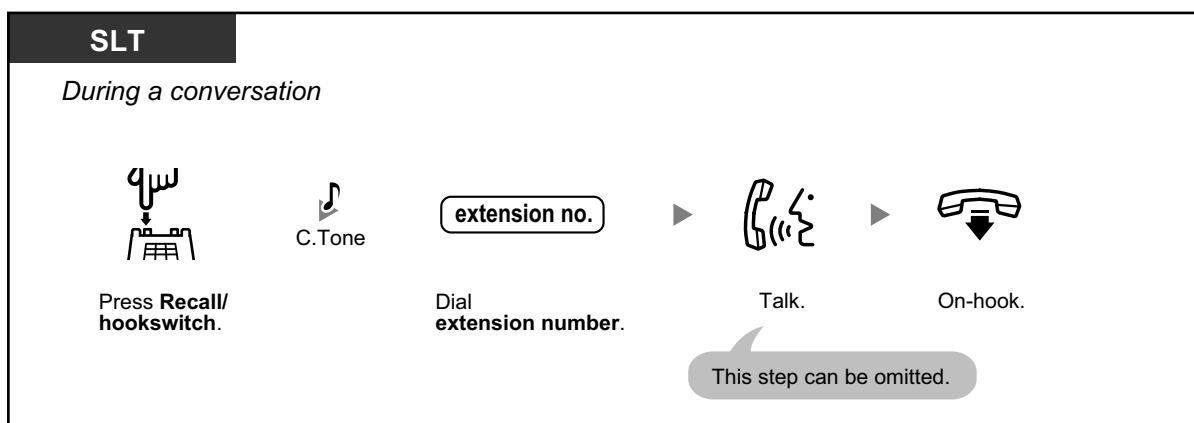 SLT
During a conversation
C.Tone
extension no.
Press Recall/
hookswitch.
Dial
extension number.
Talk.
On-hook.
This step can be omitted.